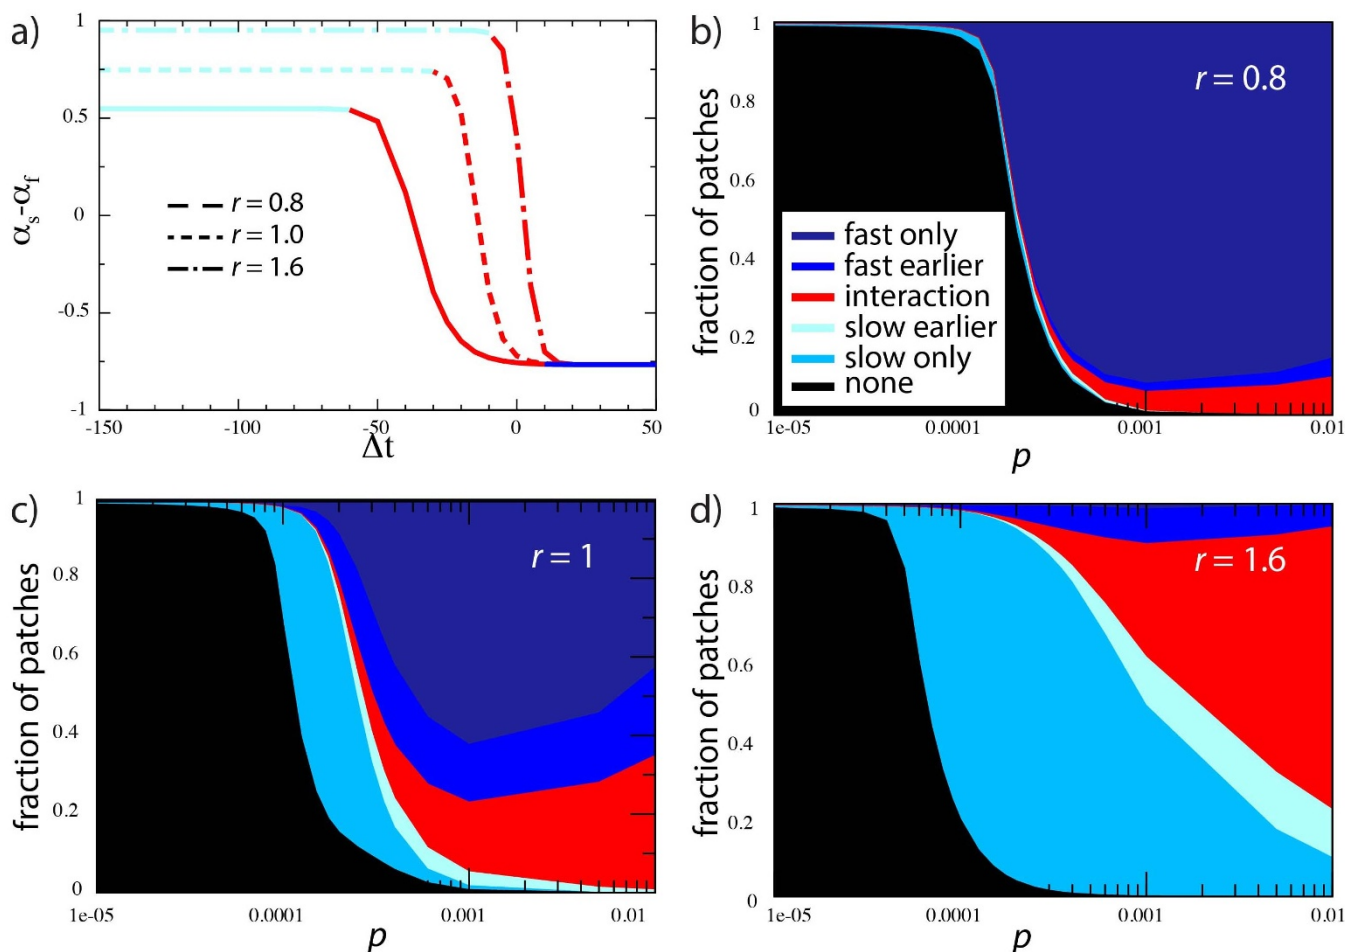 a)
1
0.5
0
-0.5
-1
αs-αf
r = 0.8
r = 1.0
r = 1.6
-150
-100
-50
0
50
Δt
b)
1
0.8
0.6
0.4
0.2
0
fraction of patches
r = 0.8
fast only
fast earlier
interaction
slow earlier
slow only
none
1e-05
0.0001
0.001
0.01
p
c)
1
0.8
0.6
0.4
0.2
0
fraction of patches
r = 1
1e-05
0.0001
0.001
0.01
p
d)
1
0.8
0.6
0.4
0.2
0
fraction of patches
r = 1.6
1e-05
0.0001
0.001
0.01
p